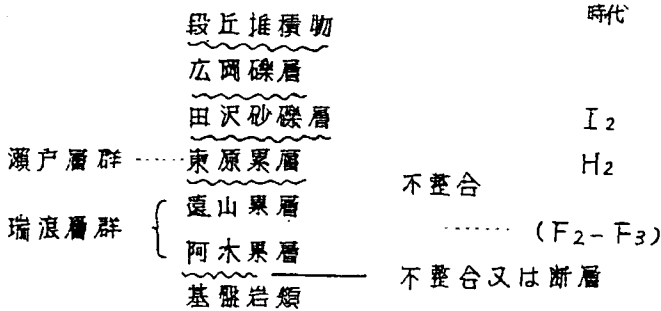 時代
段丘堆積物
広岡礫層
田沢砂礫層 I2
瀬戸層群 ······ 東原累層 H2
不整合
遠山累層
瑞浪層群 { ······ (F2-F3)
阿木累層
不整合又は断層
基盤岩類